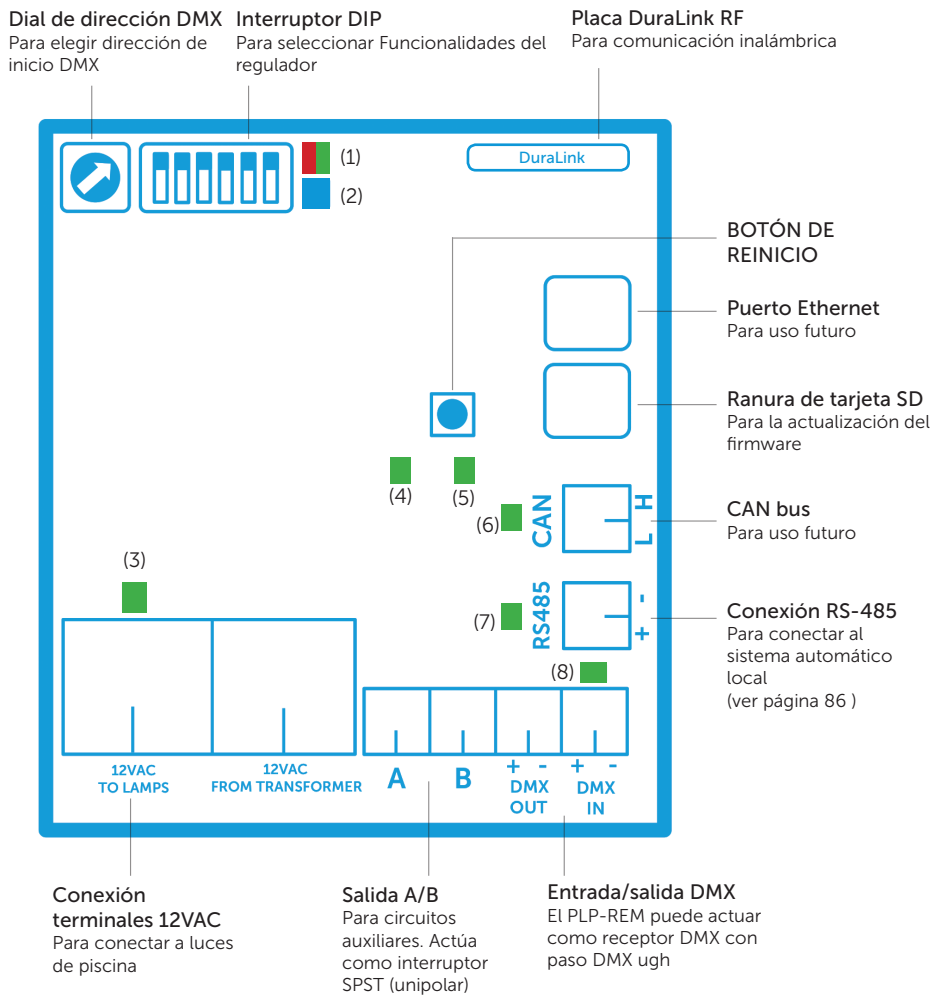 Dial de dirección DMX
Para elegir dirección de
inicio DMX
Interruptor DIP
Para seleccionar Funcionalidades del
regulador
Placa DuraLink RF
Para comunicación inalámbrica
(1)
(2)
DuraLink
BOTÓN DE
REINICIO
Puerto Ethernet
Para uso futuro
Ranura de tarjeta SD
Para la actualización del
firmware
(4)
(5)
(6)
CAN
H
L
CAN bus
Para uso futuro
(3)
(7)
RS485
-
+
Conexión RS-485
Para conectar al
sistema automático
local
(ver página 86 )
(8)
12VAC
TO LAMPS
12VAC
FROM TRANSFORMER
A
B
+ -
DMX
OUT
+ -
DMX
IN
Conexión
terminales 12VAC
Para conectar a luces
de piscina
Salida A/B
Para circuitos
auxiliares. Actúa
como interruptor
SPST (unipolar)
Entrada/salida DMX
El PLP-REM puede actuar
como receptor DMX con
paso DMX ugh